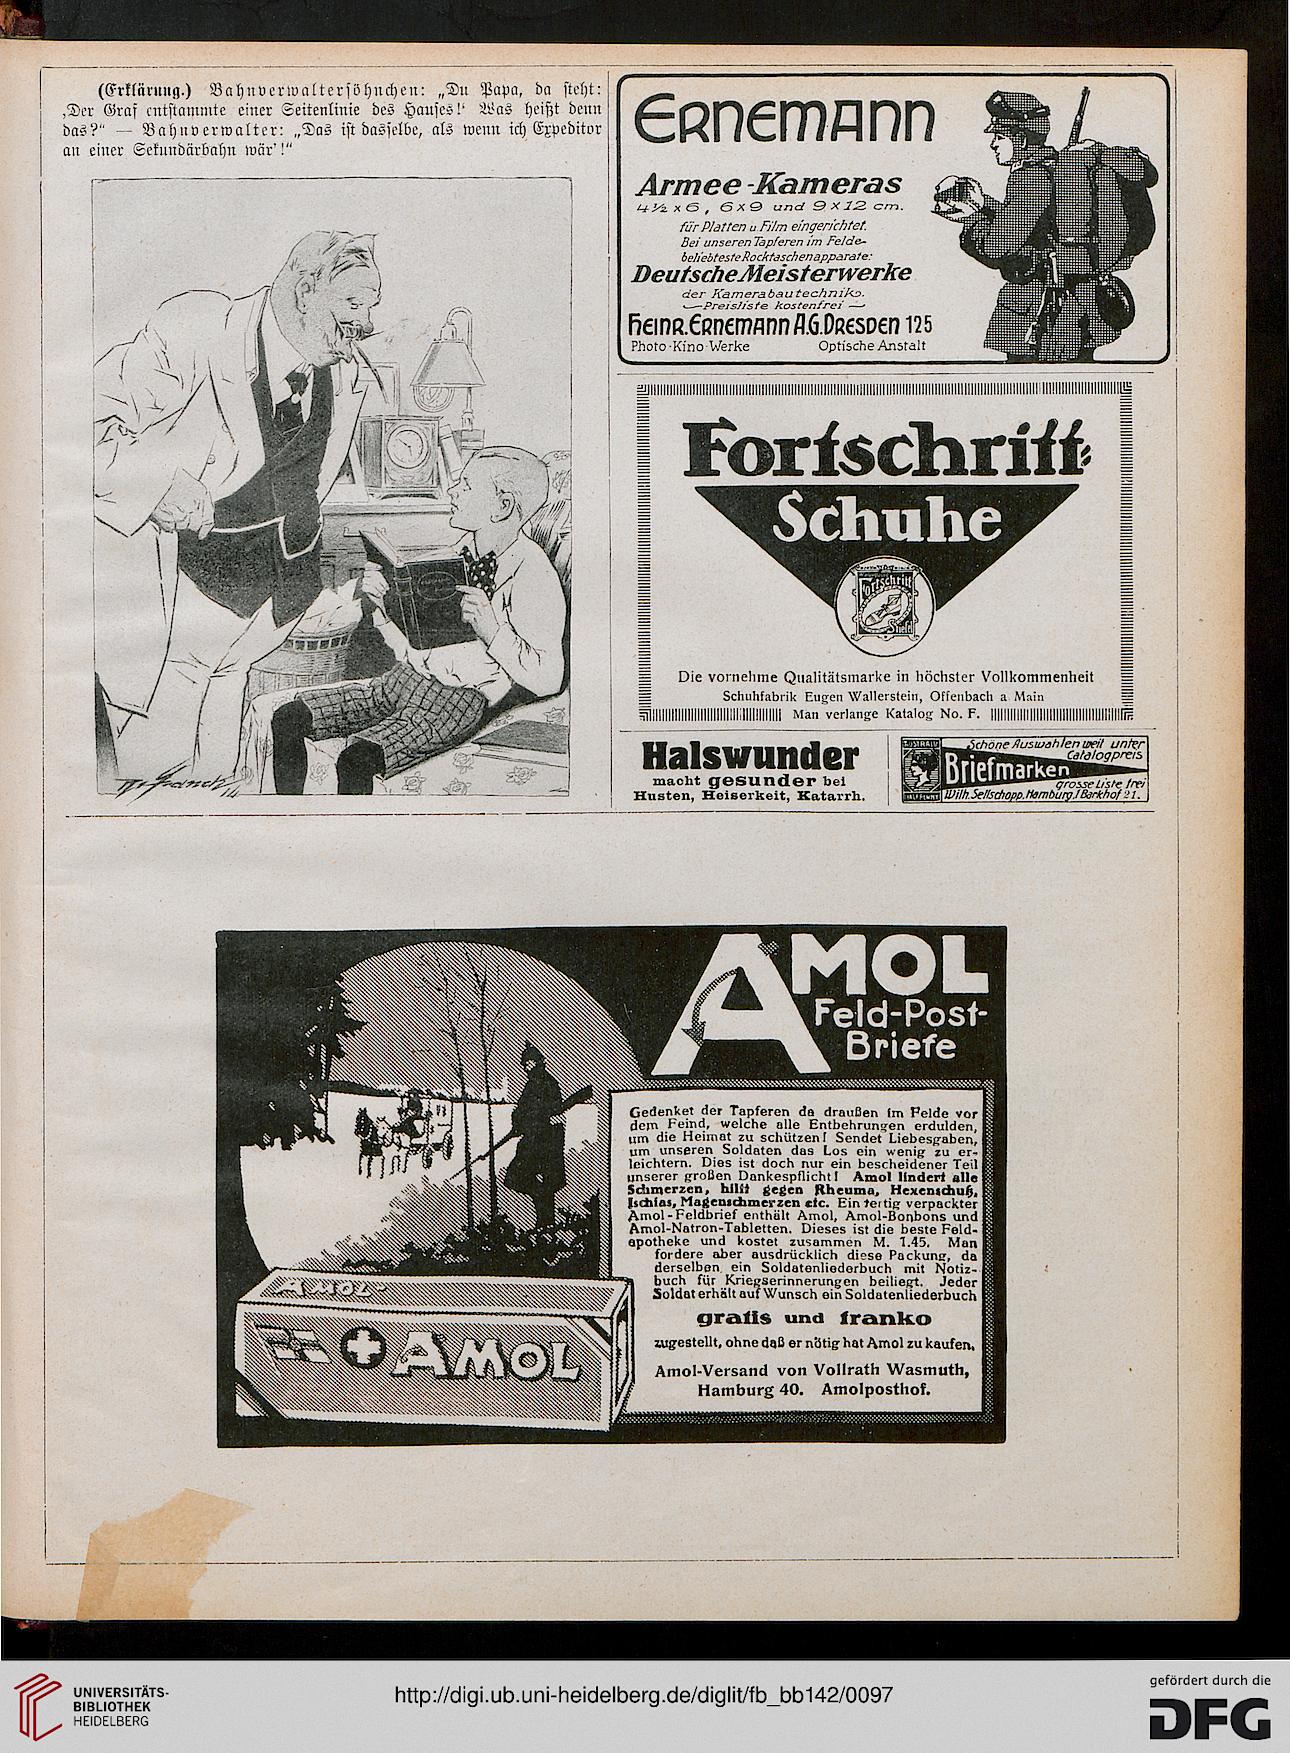 (Erklärung.) Bahnverwaltersöhnchen: „Du Papa, da steht:
‚Der Graf entstammte einer Seitenlinie des Hauses!‘ Was heißt denn
das?“ — Bahnverwalter: „Das ist dasselbe, als wenn ich Expeditor
an einer Sekundärbahn wär’!“
ERNEMANN
Armee-Kameras
4½ x 6, 6 x 9 und 9 x 12 cm.
für Platten u. Film eingerichtet.
Bei unseren Tapferen im Felde
beliebteste Rocktaschenapparate:
Deutsche Meisterwerke
der Kamerabautechnik.
Preisliste kostenfrei
HEINR. ERNEMANN A.G. DRESDEN 125
Photo-Kino-Werke Optische Anstalt
Fortschritt-
Schuhe
Fortschritt
Stiefel
Die vornehme Qualitätsmarke in höchster Vollkommenheit
Schuhfabrik Eugen Wallerstein, Offenbach a. Main
Man verlange Katalog No. F.
Halswunder
macht gesunder bei
Husten, Heiserkeit, Katarrh.
Schöne Auswahlen weit unter
Catalogpreis
Briefmarken
grosse Liste frei
Wilh. Sellschopp, Hamburg, Barkhof 21.
AMOL
Feld-Post-
Briefe
Gedenket der Tapferen da draußen im Felde vor
dem Feind, welche alle Entbehrungen erdulden,
um die Heimat zu schützen! Sendet Liebesgaben,
um unseren Soldaten das Los ein wenig zu er-
leichtern. Dies ist doch nur ein bescheidener Teil
unserer großen Dankespflicht! Amol lindert alle
Schmerzen, hilft gegen Rheuma, Hexenschuß,
Ischias, Magenschmerzen etc. Ein fertig verpackter
Amol-Feldbrief enthält Amol, Amol-Bonbons und
Amol-Natron-Tabletten. Dieses ist die beste Feld-
apotheke und kostet zusammen M. 1.45. Man
fordere aber ausdrücklich diese Packung, da
derselben ein Soldatenliederbuch mit Notiz-
buch für Kriegserinnerungen beiliegt. Jeder
Soldat erhält auf Wunsch ein Soldatenliederbuch
gratis und franko
zugestellt, ohne daß er nötig hat Amol zu kaufen.
Amol-Versand von Vollrath Wasmuth,
Hamburg 40. Amolposthof.
AMOL
AMOL
UNIVERSITÄTS-
BIBLIOTHEK
HEIDELBERG
http://digi.ub.uni-heidelberg.de/diglit/fb_bb142/0097
gefördert durch die
DFG